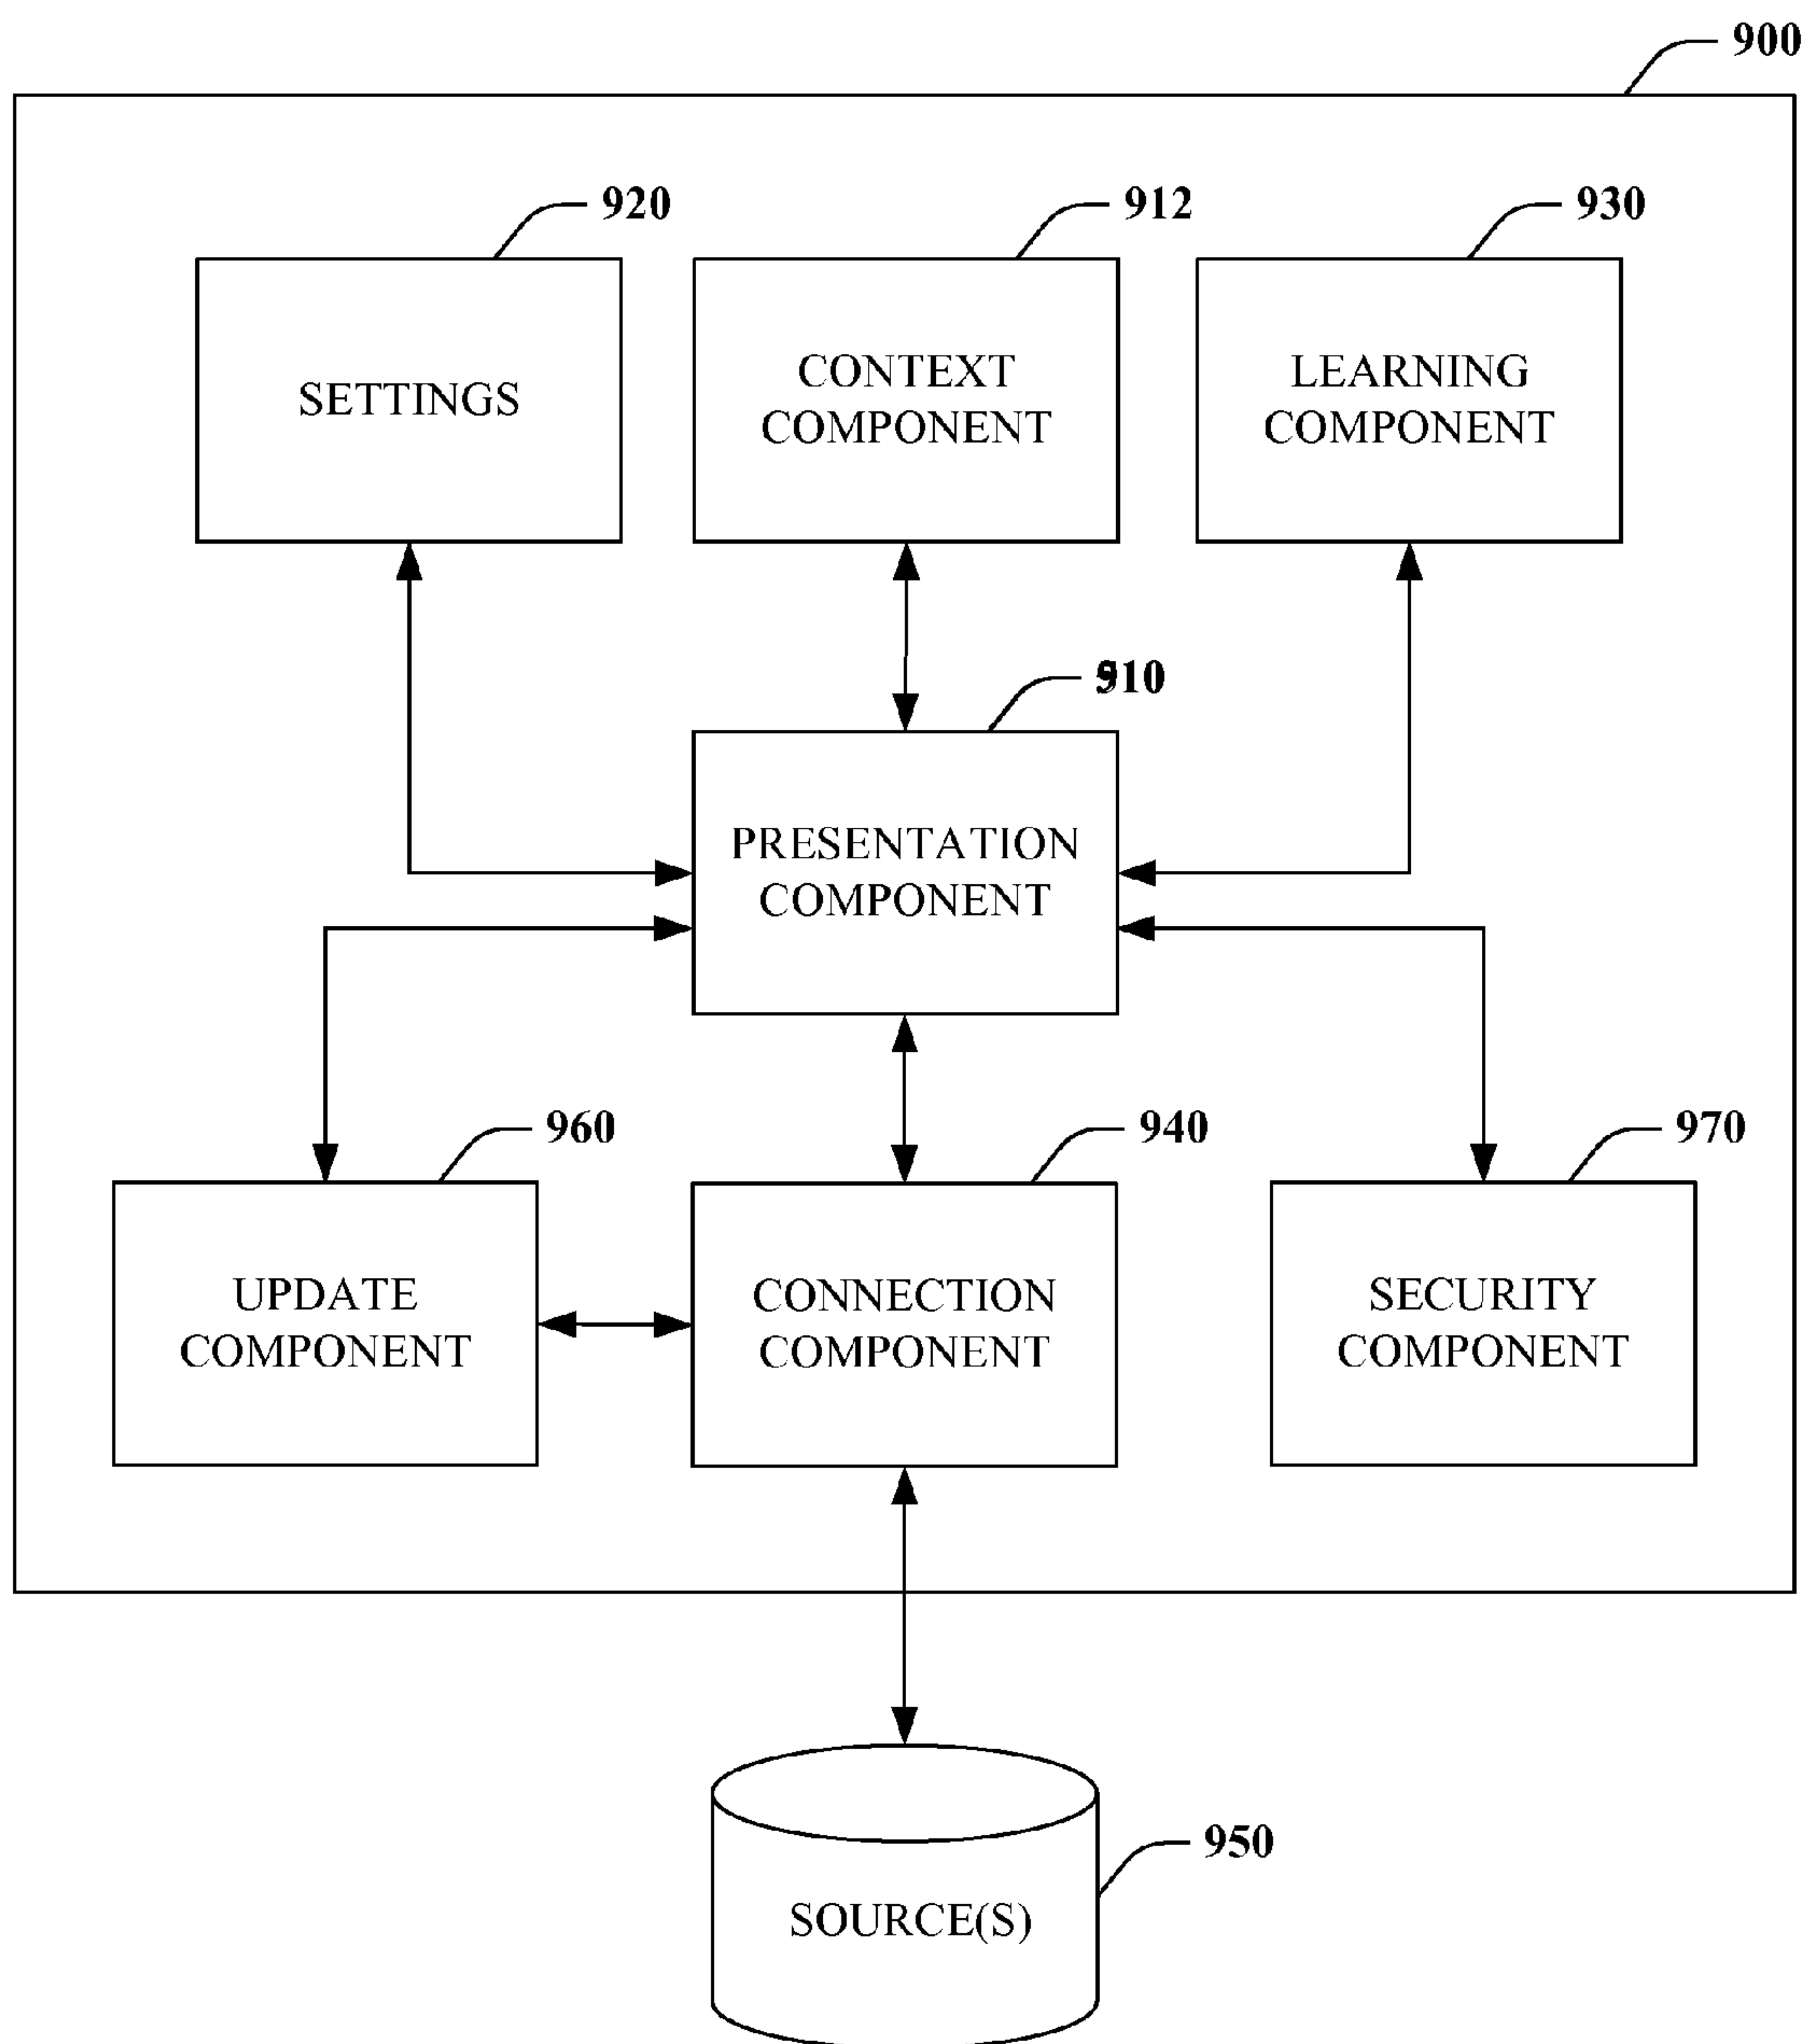 900
920
912
930
SETTINGS
CONTEXT
COMPONENT
LEARNING
COMPONENT
910
PRESENTATION
COMPONENT
960
940
970
UPDATE
COMPONENT
CONNECTION
COMPONENT
SECURITY
COMPONENT
950
SOURCE(S)